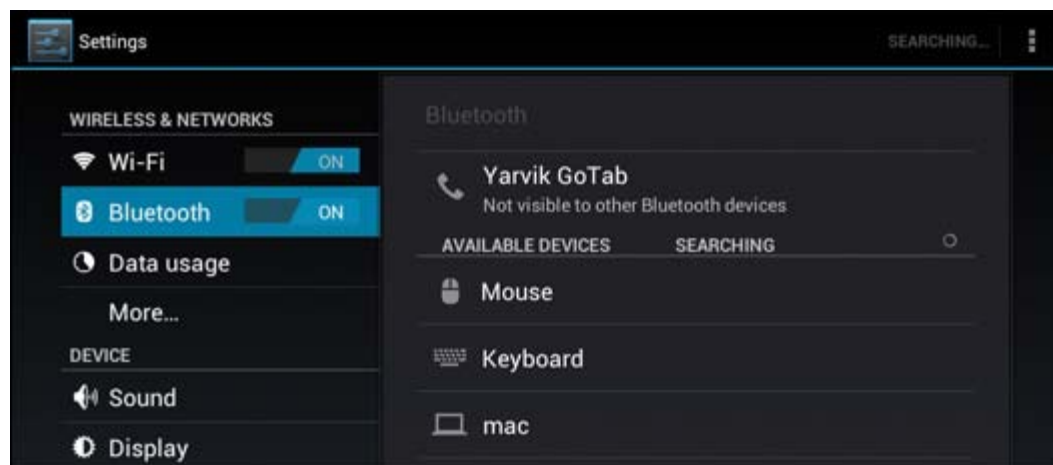 Settings
SEARCHING...
WIRELESS & NETWORKS
Wi-Fi ON
Bluetooth ON
Data usage
More...
DEVICE
Sound
Display
Bluetooth
Yarvik GoTab
Not visible to other Bluetooth devices
AVAILABLE DEVICES SEARCHING
Mouse
Keyboard
mac